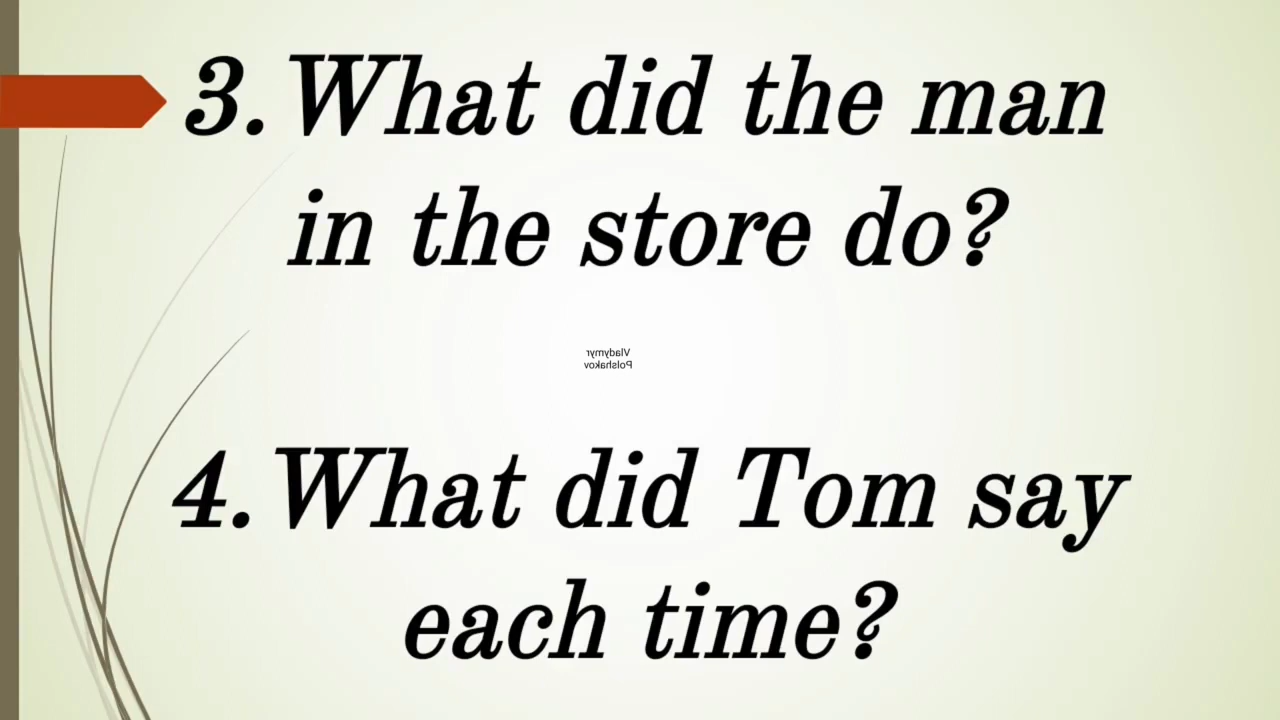 3. What did the man
in the store do?
Vladymyr
Polshakov
4. What did Tom say
each time?